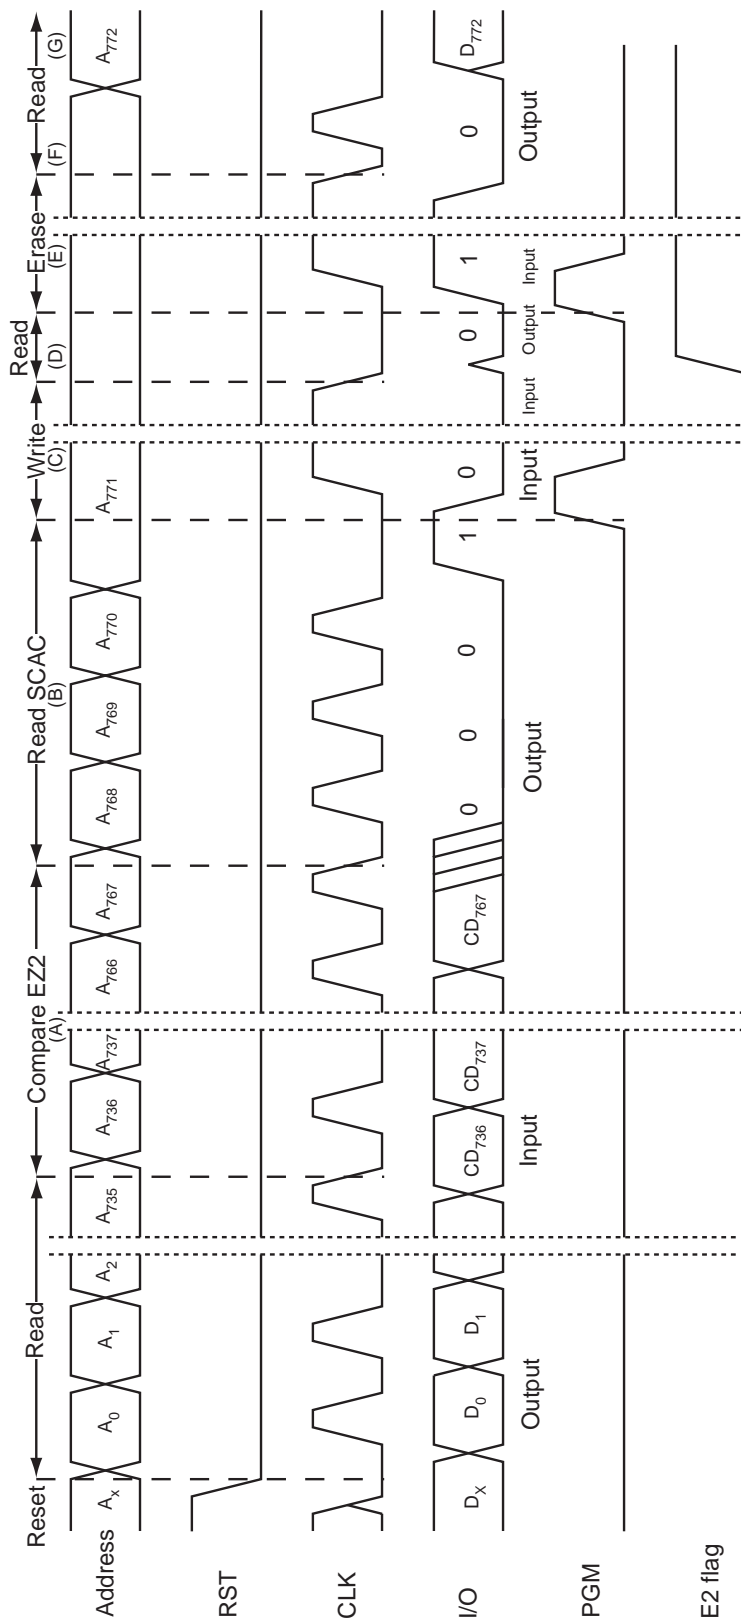 Reset Read Compare EZ2 Read SCAC Write Read Erase Read
(A) (B) (C) (D) (E) (F) (G)
Address Aₓ A₀ A₁ A₂ A₇₃₅ A₇₃₆ A₇₃₇ A₇₆₆ A₇₆₇ A₇₆₈ A₇₆₉ A₇₇₀ A₇₇₁ A₇₇₂
RST
CLK
I/O Dₓ D₀ D₁ CD₇₃₆ CD₇₃₇ CD₇₆₇ 0 0 0 1 0 0 1 0 D₇₇₂
Output Input Output Input Input Output Input Output
PGM
E2 flag